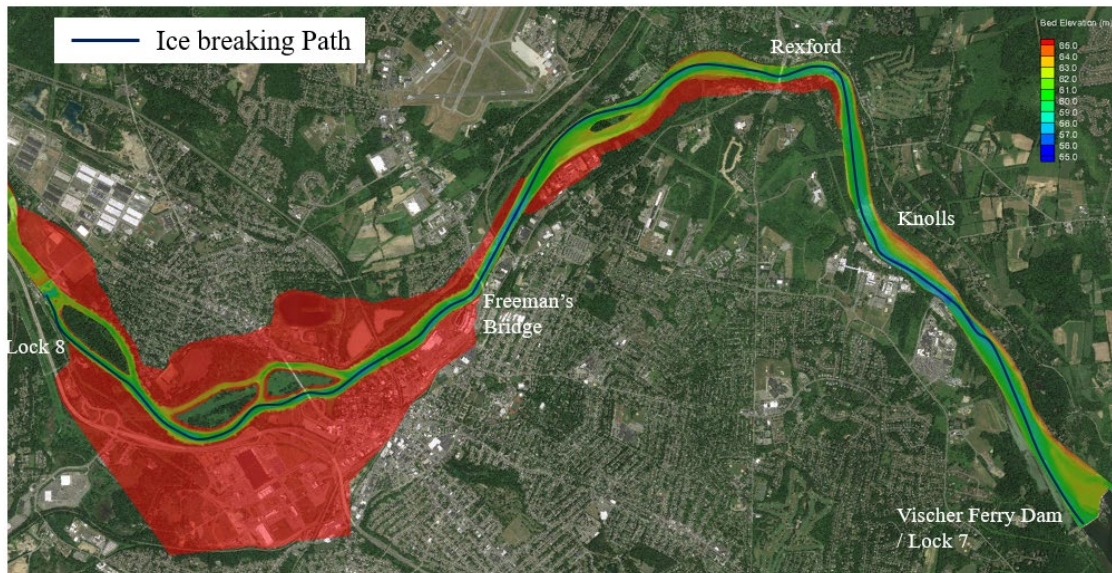 Ice breaking Path
Rexford
Bed Elevation (m)
65.0
64.0
63.0
62.0
61.0
60.0
59.0
58.0
57.0
56.0
55.0
Knolls
Freeman's
Bridge
Lock 8
Vischer Ferry Dam
/ Lock 7